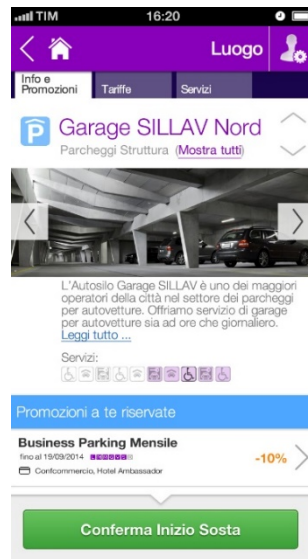 TIM 16:20
Luogo
Info e
Promozioni Tariffe Servizi
P Garage SILLAV Nord
Parcheggi Struttura (Mostra tutti)
L'Autosilo Garage SILLAV è uno dei maggiori
operatori della città nel settore dei parcheggi
per autovetture. Offriamo servizio di garage
per autovetture sia ad ore che giornaliero.
Leggi tutto ...
Servizi:
Promozioni a te riservate
Business Parking Mensile
fino al 19/09/2014
-10%
Confcommercio, Hotel Ambassador
Conferma Inizio Sosta